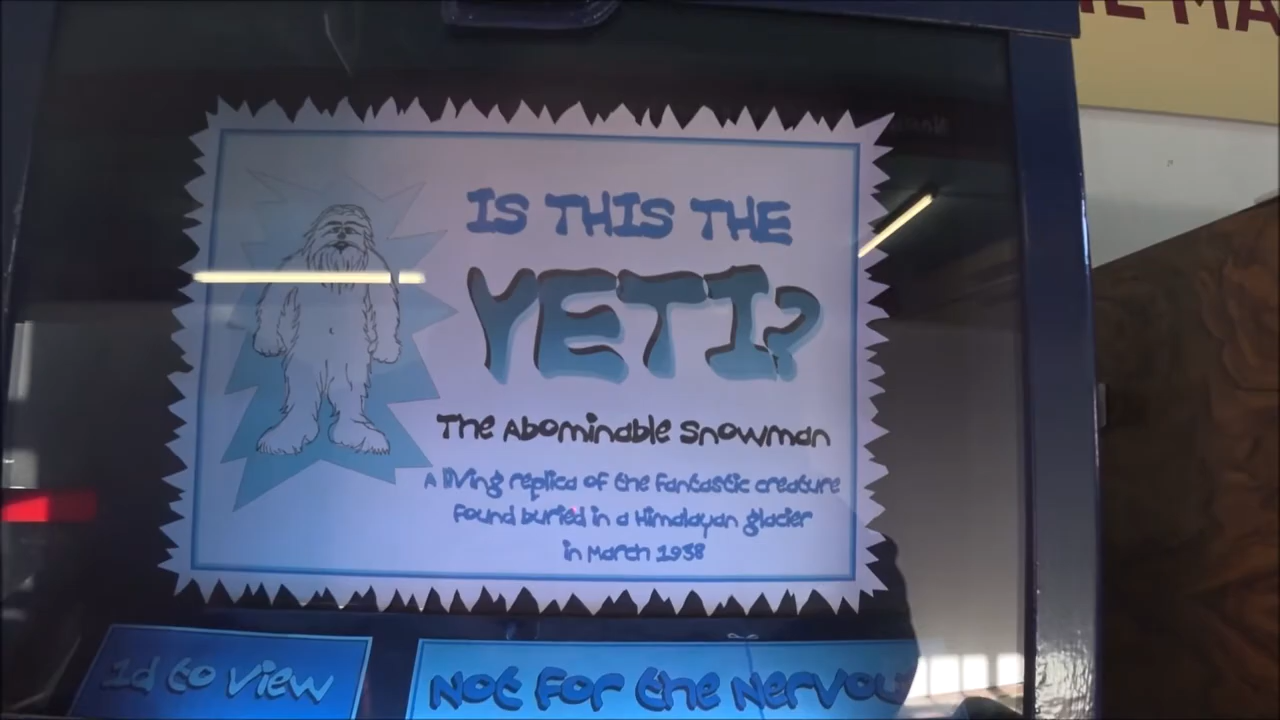 IS THIS THE
YETI?
The Abominable Snowman
A living replica of the fantastic creature
found buried in a Himalayan glacier
in March 1938
1d to view
Not for the Nervou